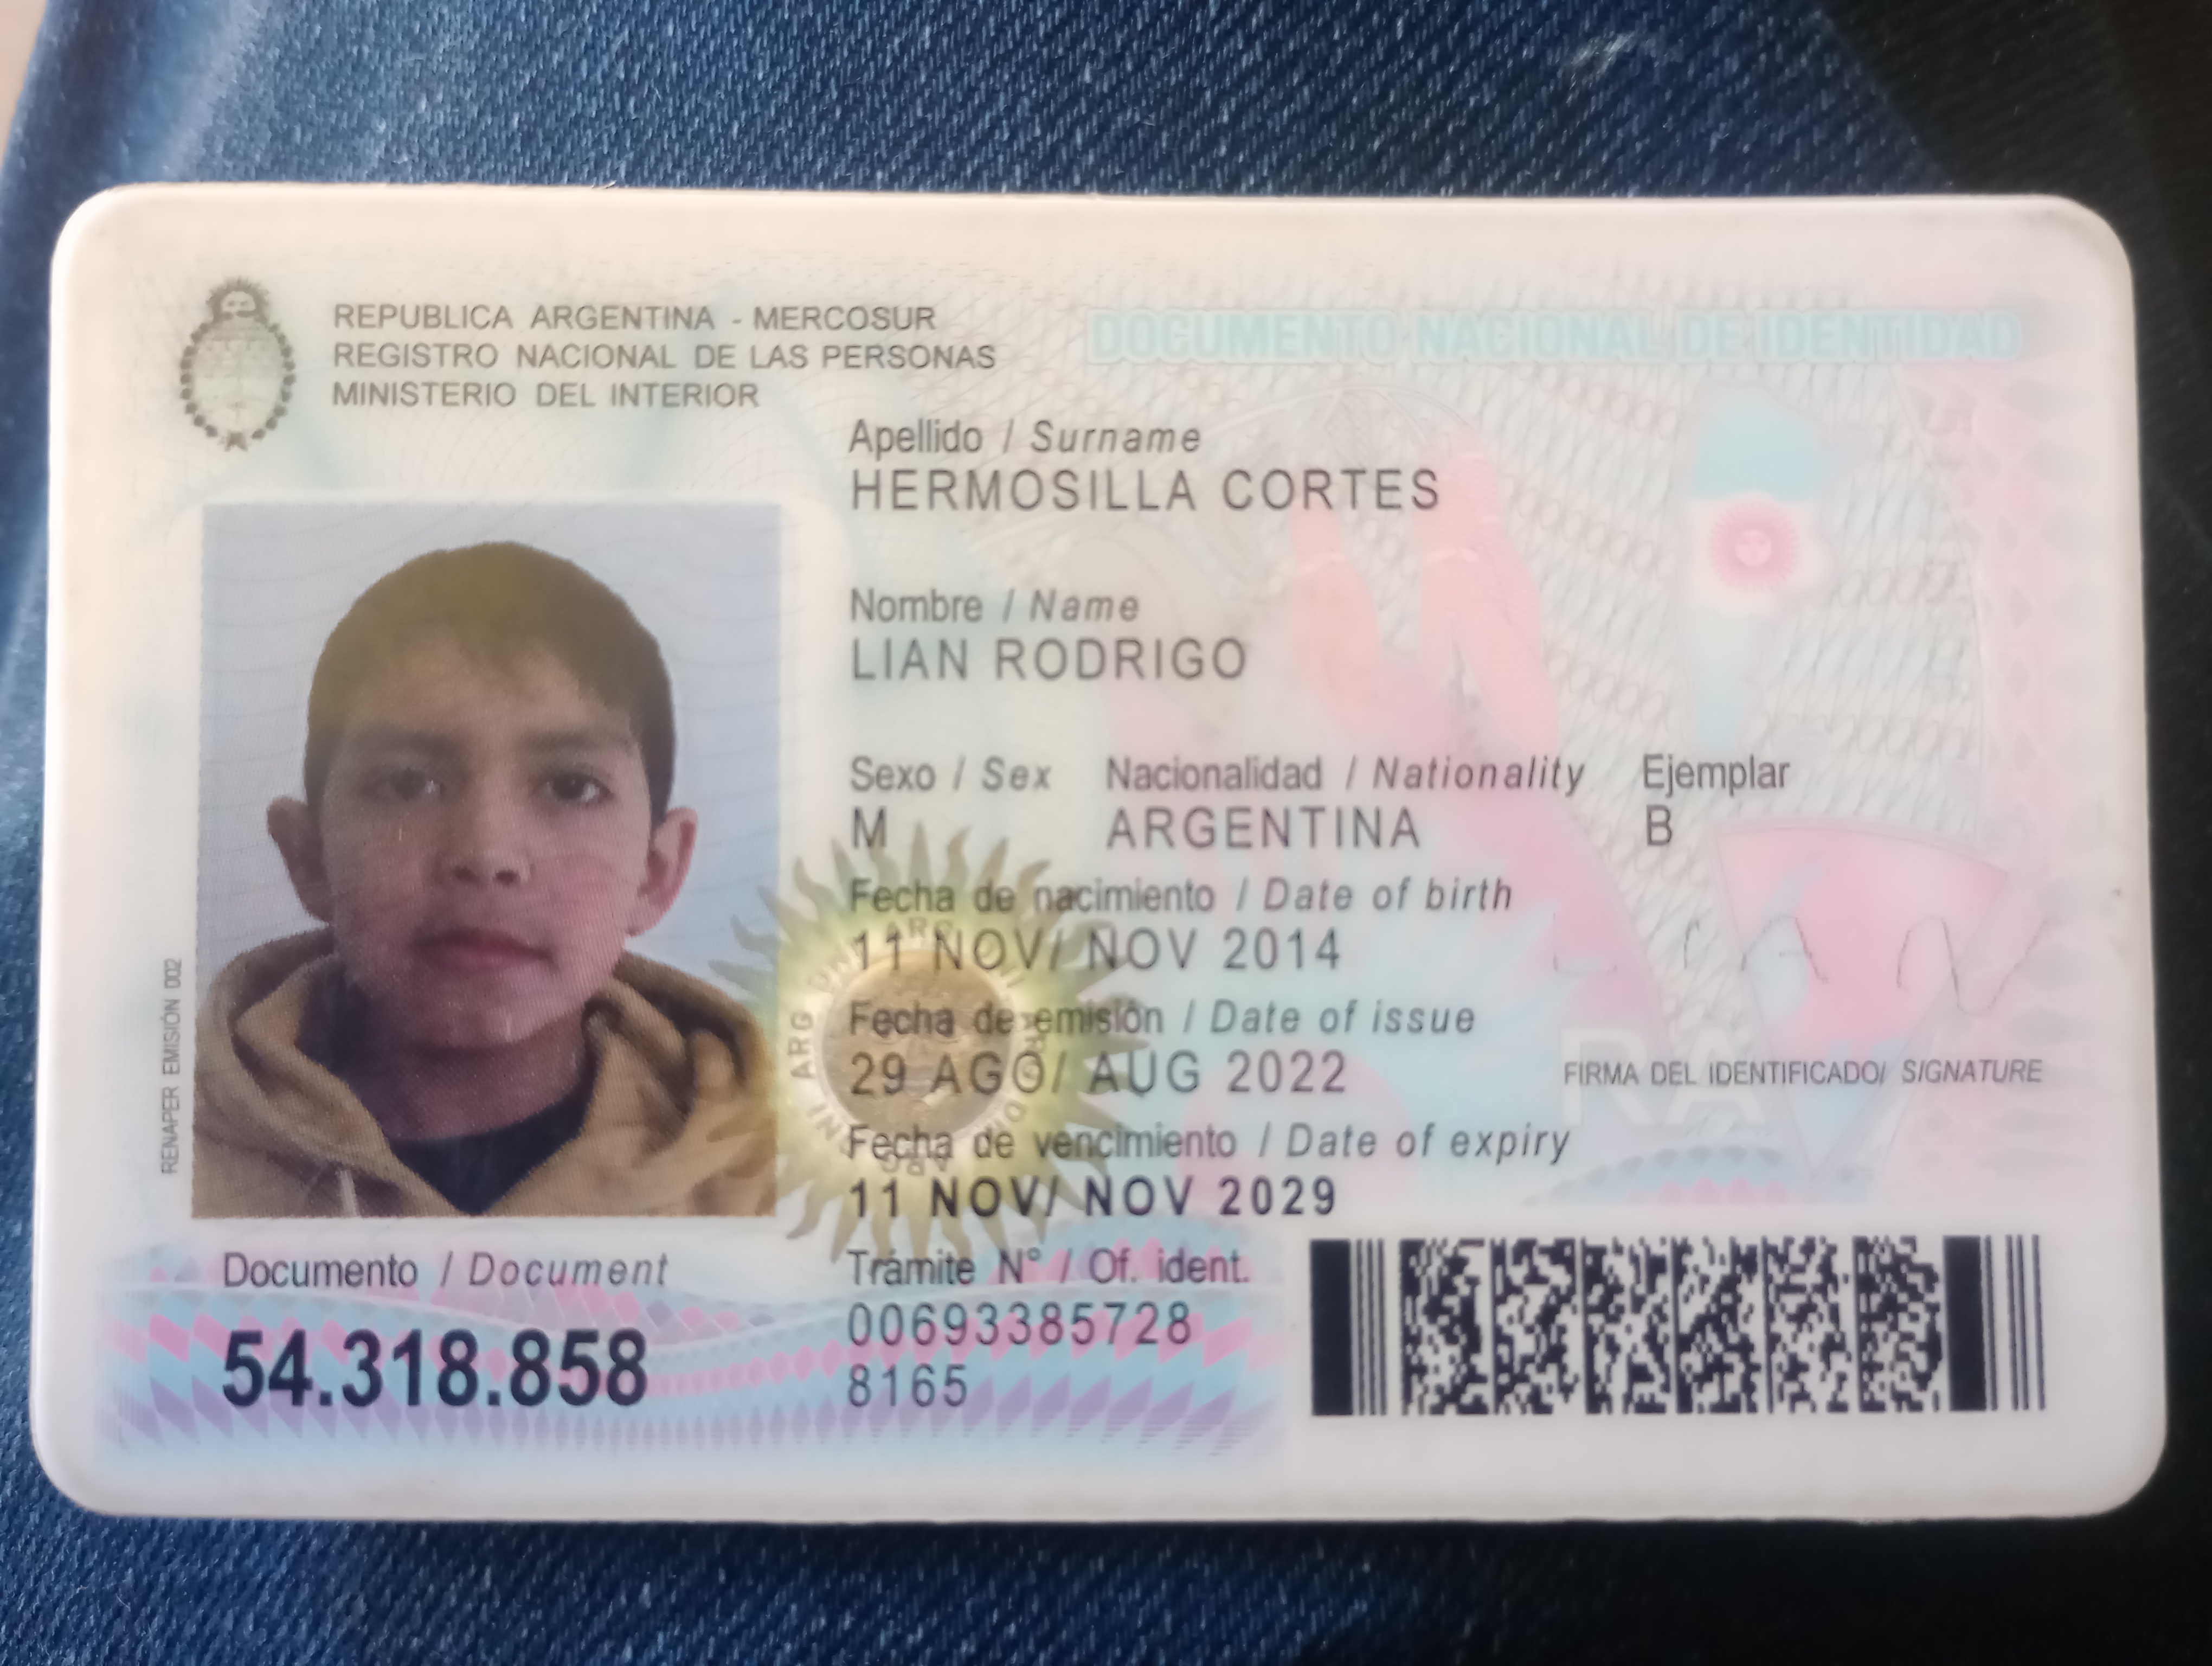 REPUBLICA ARGENTINA - MERCOSUR
REGISTRO NACIONAL DE LAS PERSONAS
MINISTERIO DEL INTERIOR
DOCUMENTO NACIONAL DE IDENTIDAD
Apellido / Surname
HERMOSILLA CORTES
Nombre / Name
LIAN RODRIGO
Sexo / Sex Nacionalidad / Nationality Ejemplar
M ARGENTINA B
Fecha de nacimiento / Date of birth
11 NOV/ NOV 2014
Fecha de emisión / Date of issue
29 AGO/ AUG 2022
FIRMA DEL IDENTIFICADO/ SIGNATURE
Fecha de vencimiento / Date of expiry
11 NOV/ NOV 2029
Documento / Document
54.318.858
Trámite N° / Of. ident.
00693385728
8165
RENAPER EMISIÓN 002